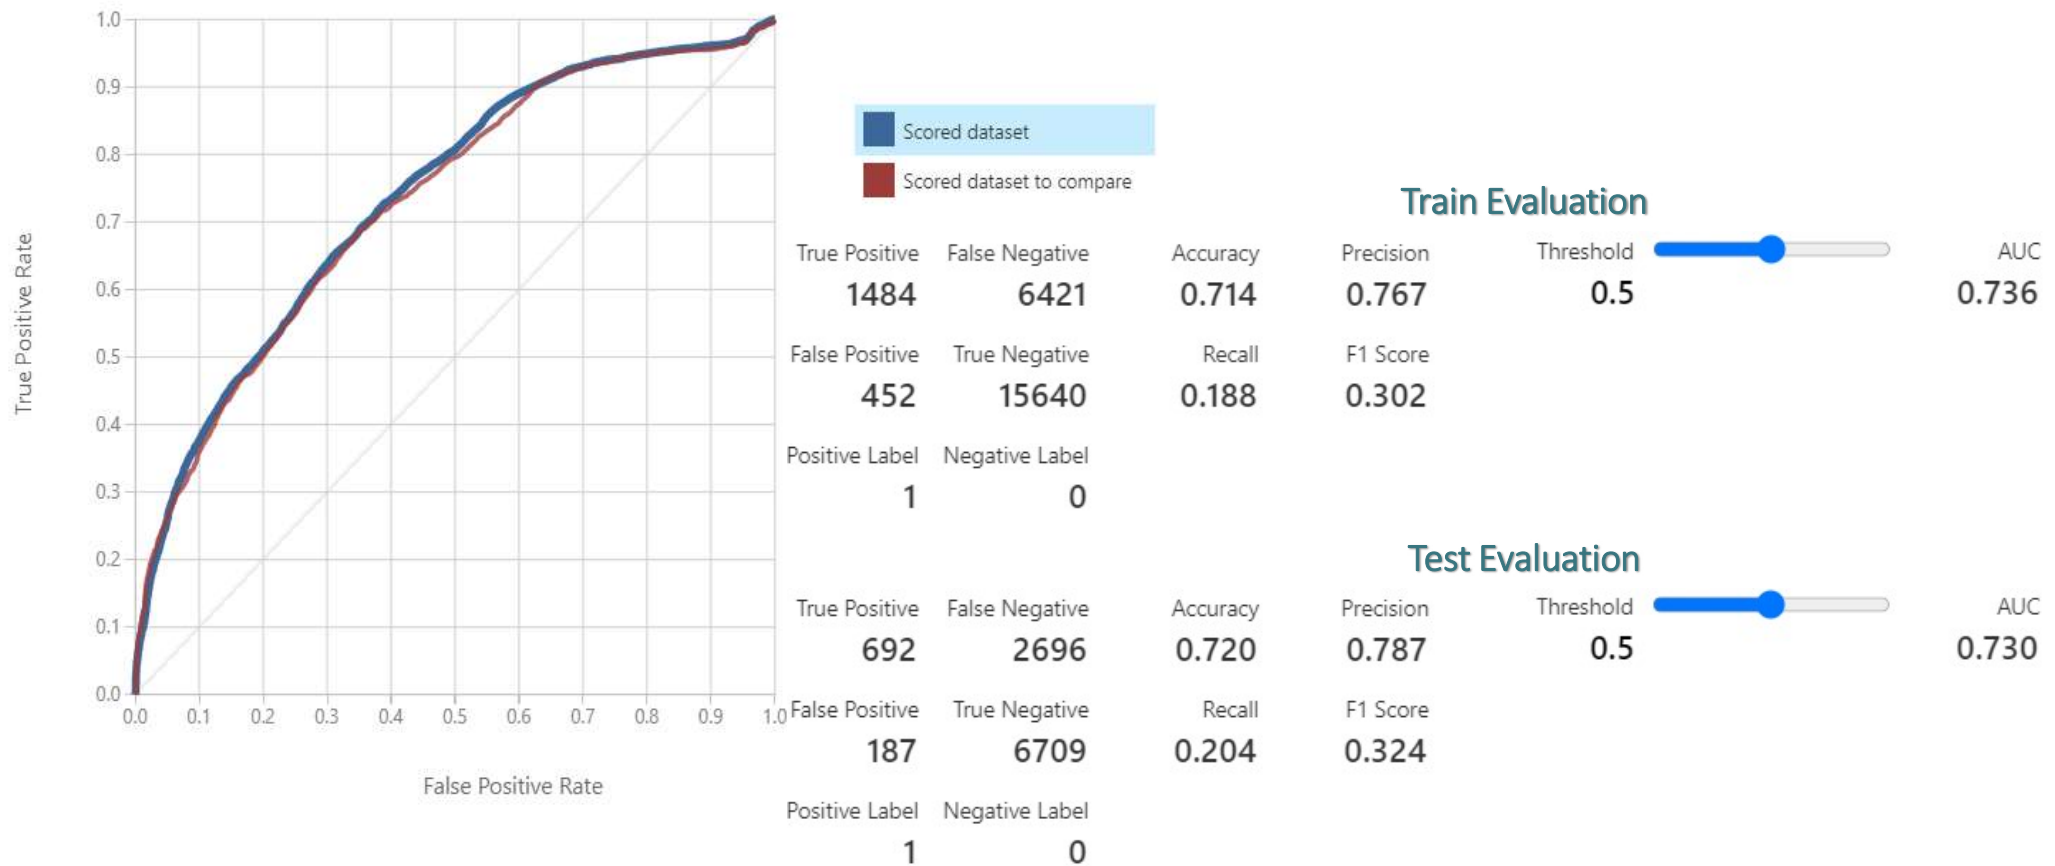 1.0
0.9
0.8
0.7
0.6
0.5
0.4
0.3
0.2
0.1
0.0
True Positive Rate
0.0 0.1 0.2 0.3 0.4 0.5 0.6 0.7 0.8 0.9 1.0
False Positive Rate
Scored dataset
Scored dataset to compare
Train Evaluation
True Positive False Negative Accuracy Precision Threshold AUC
1484 6421 0.714 0.767 0.5 0.736
False Positive True Negative Recall F1 Score
452 15640 0.188 0.302
Positive Label Negative Label
1 0
Test Evaluation
True Positive False Negative Accuracy Precision Threshold AUC
692 2696 0.720 0.787 0.5 0.730
False Positive True Negative Recall F1 Score
187 6709 0.204 0.324
Positive Label Negative Label
1 0